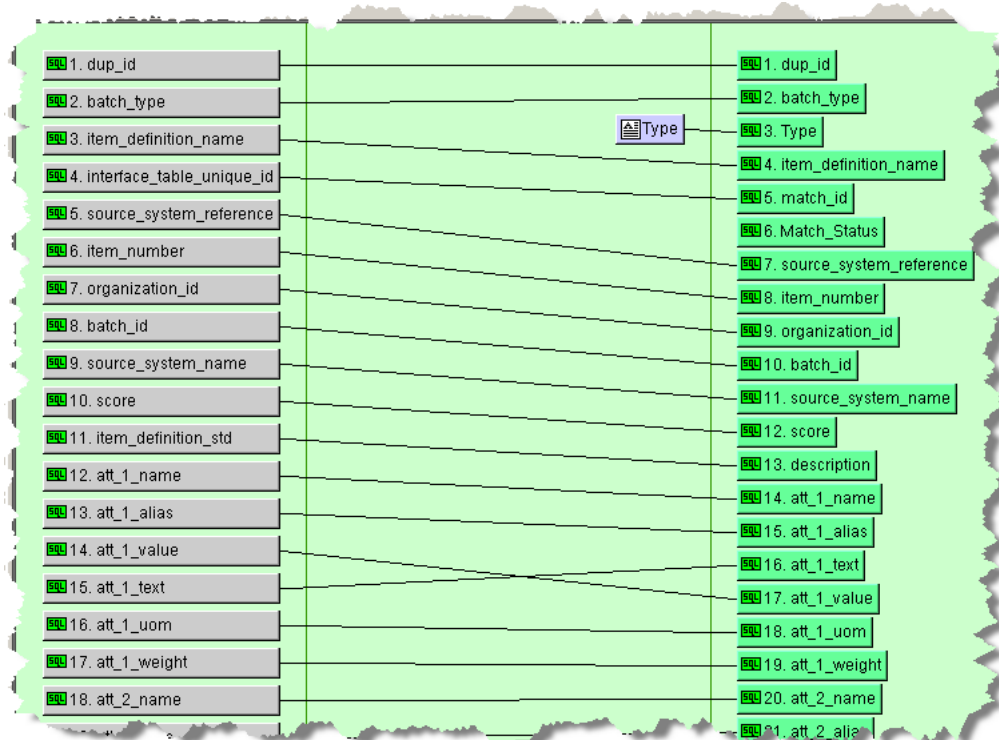 1. dup_id
2. batch_type
3. item_definition_name
4. interface_table_unique_id
5. source_system_reference
6. item_number
7. organization_id
8. batch_id
9. source_system_name
10. score
11. item_definition_std
12. att_1_name
13. att_1_alias
14. att_1_value
15. att_1_text
16. att_1_uom
17. att_1_weight
18. att_2_name
Type
1. dup_id
2. batch_type
3. Type
4. item_definition_name
5. match_id
6. Match_Status
7. source_system_reference
8. item_number
9. organization_id
10. batch_id
11. source_system_name
12. score
13. description
14. att_1_name
15. att_1_alias
16. att_1_text
17. att_1_value
18. att_1_uom
19. att_1_weight
20. att_2_name
21. att_2_alias